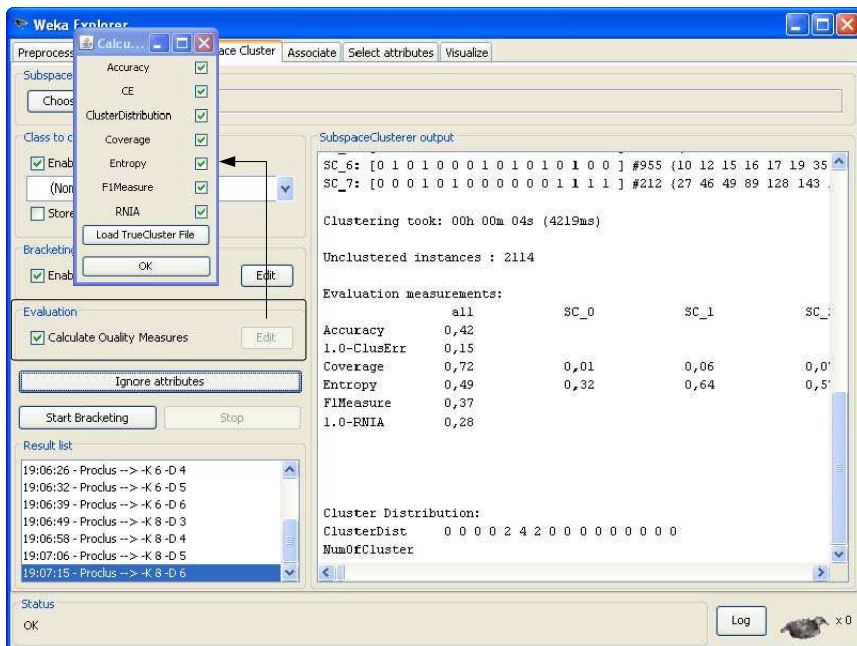 Weka Explorer
Calcu...
Preprocess
ace Cluster
Associate
Select attributes
Visualize
Accuracy
CE
ClusterDistribution
Coverage
Entropy
F1Measure
RNIA
Load TrueCluster File
OK
Subspace
Choos
Class to c
Enab
(Nom
Store
Bracketing
Enab
Edit
Evaluation
Calculate Quality Measures
Edit
Ignore attributes
Start Bracketing
Stop
Result list
19:06:26 - Proclus --> -K 6 -D 4
19:06:32 - Proclus --> -K 6 -D 5
19:06:39 - Proclus --> -K 6 -D 6
19:06:49 - Proclus --> -K 8 -D 3
19:06:58 - Proclus --> -K 8 -D 4
19:07:06 - Proclus --> -K 8 -D 5
19:07:15 - Proclus --> -K 8 -D 6
SubspaceClusterer output
SC_6: [0 1 0 1 0 0 0 1 0 1 0 1 0 1 0 0 ] #955 {10 12 15 16 17 19 35
SC_7: [0 0 0 1 0 1 0 0 0 0 0 0 1 1 1 1 ] #212 {27 46 49 89 128 143
Clustering took: 00h 00m 04s (4219ms)
Unclustered instances : 2114
Evaluation measurements:
all SC_0 SC_1 SC_
Accuracy 0,42
1.0-ClusErr 0,15
Coverage 0,72 0,01 0,06 0,0
Entropy 0,49 0,32 0,64 0,5
F1Measure 0,37
1.0-RNIA 0,28
Cluster Distribution:
ClusterDist 0 0 0 0 2 4 2 0 0 0 0 0 0 0 0 0
NumOfCluster
Status
OK
Log
x 0